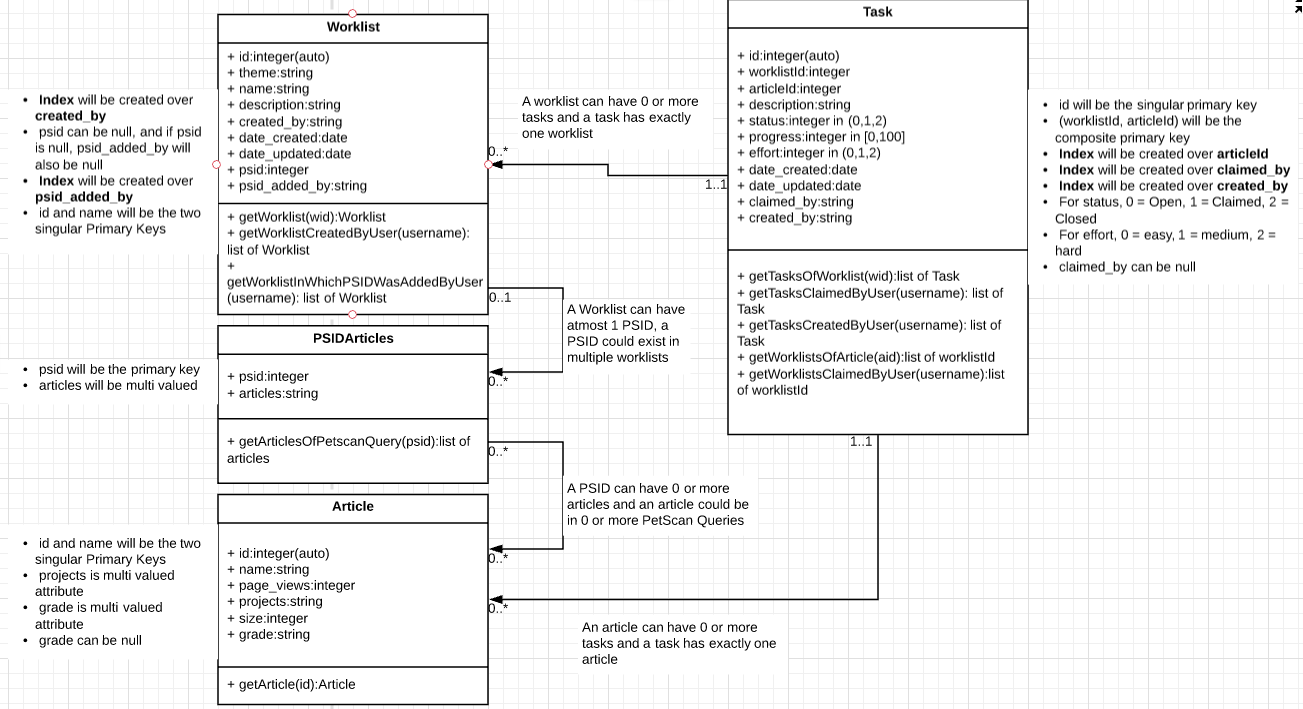 Worklist
+ id:integer(auto)
+ theme:string
+ name:string
+ description:string
+ created_by:string
+ date_created:date
+ date_updated:date
+ psid:integer
+ psid_added_by:string
+ getWorklist(wid):Worklist
+ getWorklistCreatedByUser(username):
list of Worklist
+
getWorklistInWhichPSIDWasAddedByUser
(username): list of Worklist
• Index will be created over
created_by
• psid can be null, and if psid
is null, psid_added_by will
also be null
• Index will be created over
psid_added_by
• id and name will be the two
singular Primary Keys
A worklist can have 0 or more
tasks and a task has exactly
one worklist
0..*
1..1
Task
+ id:integer(auto)
+ worklistId:integer
+ articleId:integer
+ description:string
+ status:integer in (0,1,2)
+ progress:integer in [0,100]
+ effort:integer in (0,1,2)
+ date_created:date
+ date_updated:date
+ claimed_by:string
+ created_by:string
+ getTasksOfWorklist(wid):list of Task
+ getTasksClaimedByUser(username): list of
Task
+ getTasksCreatedByUser(username): list of
Task
+ getWorklistsOfArticle(aid):list of worklistId
+ getWorklistsClaimedByUser(username):list
of worklistId
• id will be the singular primary key
• (worklistId, articleId) will be the
composite primary key
• Index will be created over articleId
• Index will be created over claimed_by
• Index will be created over created_by
• For status, 0 = Open, 1 = Claimed, 2 =
Closed
• For effort, 0 = easy, 1 = medium, 2 =
hard
• claimed_by can be null
0..1
A Worklist can have
atmost 1 PSID, a
PSID could exist in
multiple worklists
0..*
PSIDArticles
+ psid:integer
+ articles:string
+ getArticlesOfPetscanQuery(psid):list of
articles
• psid will be the primary key
• articles will be multi valued
0..*
A PSID can have 0 or more
articles and an article could be
in 0 or more PetScan Queries
0..*
1..1
0..*
An article can have 0 or more
tasks and a task has exactly one
article
Article
+ id:integer(auto)
+ name:string
+ page_views:integer
+ projects:string
+ size:integer
+ grade:string
+ getArticle(id):Article
• id and name will be the two
singular Primary Keys
• projects is multi valued
attribute
• grade is multi valued
attribute
• grade can be null